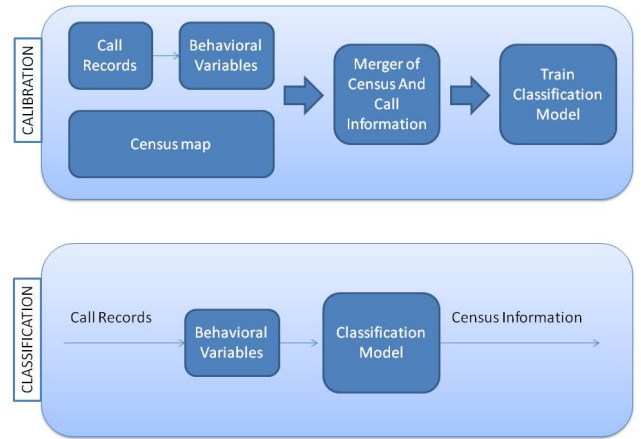 CALIBRATION
Call
Records
Behavioral
Variables
Census map
Merger of
Census And
Call
Information
Train
Classification
Model
CLASSIFICATION
Call Records
Behavioral
Variables
Classification
Model
Census Information